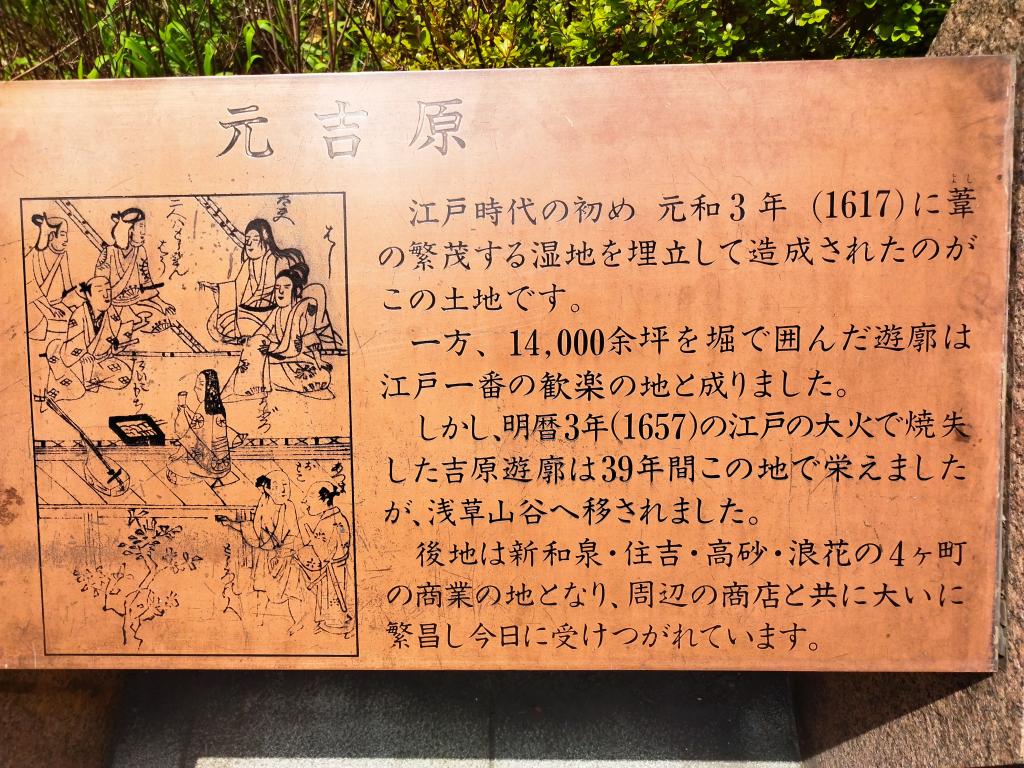 元吉原
よし
江戸時代の初め 元和3年 (1617)に葦
の繁茂する湿地を埋立して造成されたのが
この土地です。
一方、14,000余坪を堀で囲んだ遊廓は
江戸一番の歓楽の地と成りました。
しかし、明暦3年(1657)の江戸の大火で焼失
した吉原遊廓は39年間この地で栄えました
が、浅草山谷へ移されました。
後地は新和泉・住吉・高砂・浪花の4ヶ町
の商業の地となり、周辺の商店と共に大いに
繁昌し今日に受けつがれています。